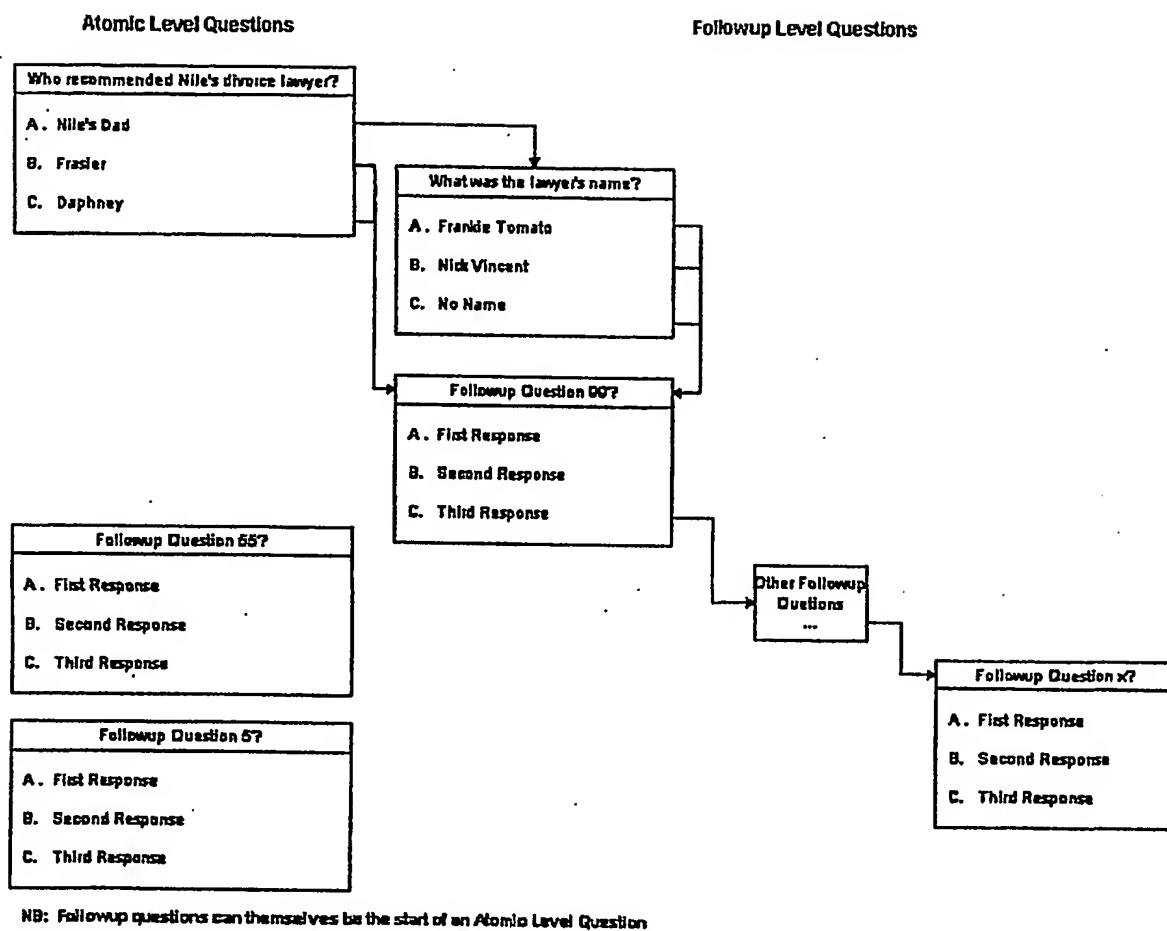 Atomic Level Questions
Followup Level Questions
Who recommended Nile's divorce lawyer?
A. Nile's Dad
B. Frasier
C. Daphney
What was the lawyer's name?
A. Frankie Tomato
B. Nick Vincent
C. No Name
Followup Question 99?
A. First Response
B. Second Response
C. Third Response
Followup Question 55?
A. First Response
B. Second Response
C. Third Response
Other Followup
Quetions
...
Followup Question x?
A. First Response
B. Second Response
C. Third Response
Followup Question 5?
A. First Response
B. Second Response
C. Third Response
NB: Followup questions can themselves be the start of an Atomic Level Question